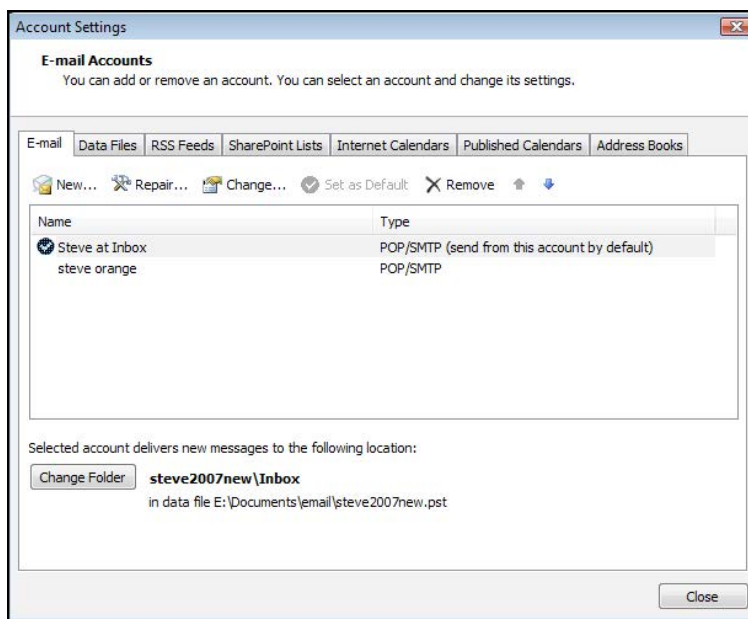 Account Settings
E-mail Accounts
You can add or remove an account. You can select an account and change its settings.
E-mail Data Files RSS Feeds SharePoint Lists Internet Calendars Published Calendars Address Books
New... Repair... Change... Set as Default Remove
Name Type
Steve at Inbox POP/SMTP (send from this account by default)
steve orange POP/SMTP
Selected account delivers new messages to the following location:
Change Folder steve2007new\Inbox
in data file E:\Documents\email\steve2007new.pst
Close